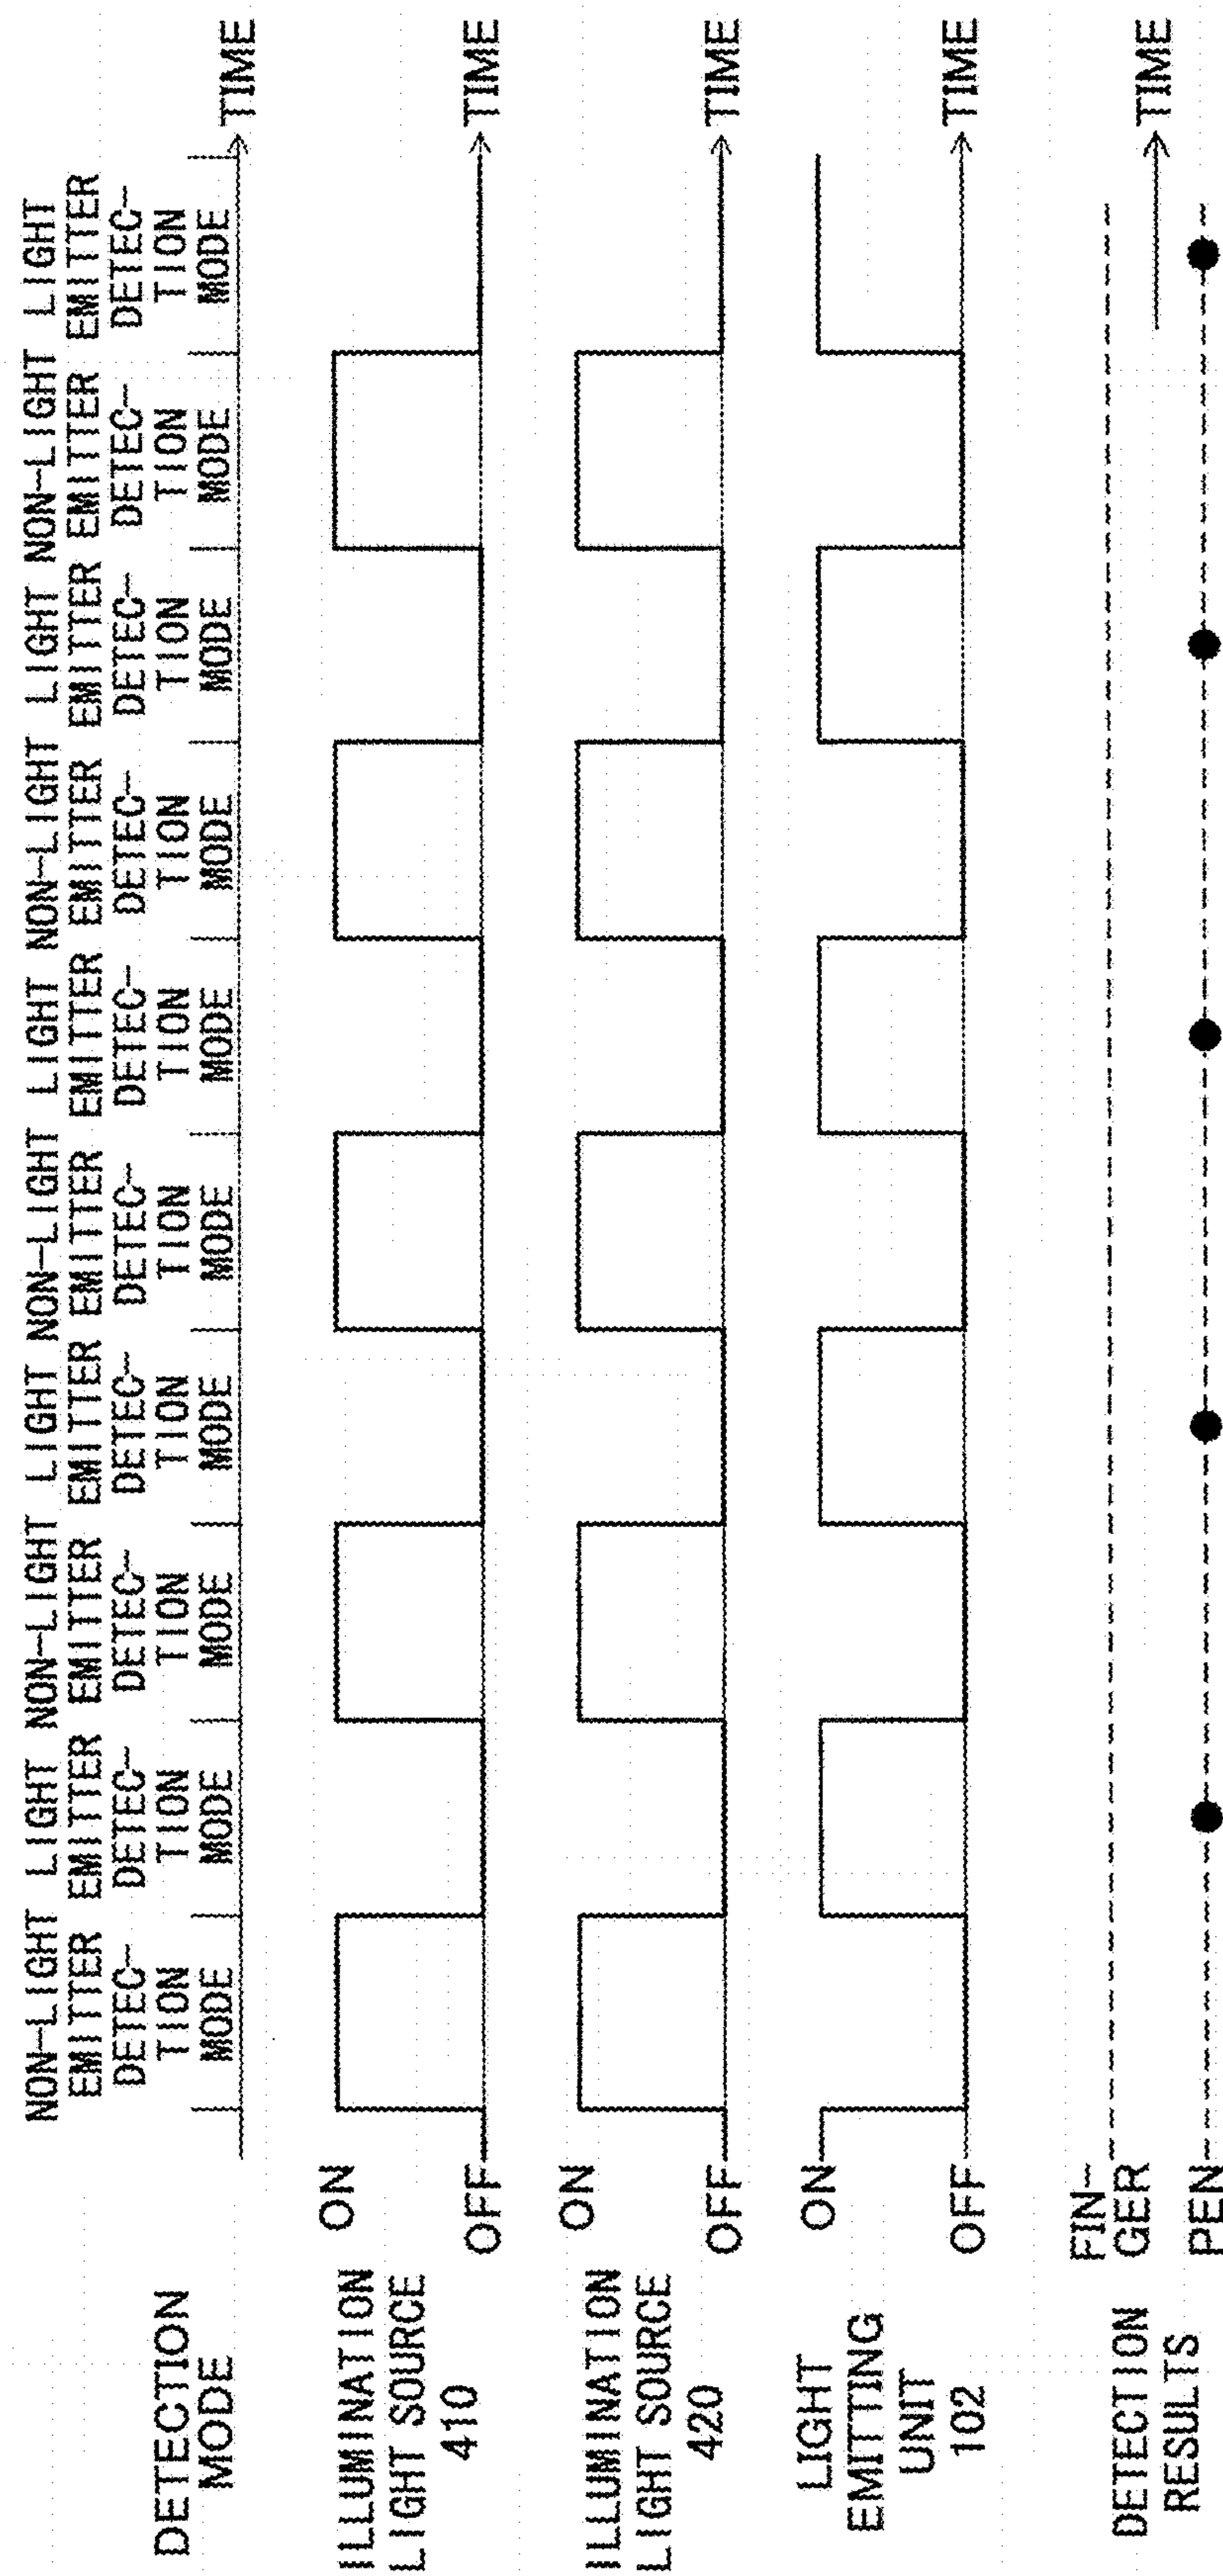 NON-LIGHT LIGHT NON-LIGHT LIGHT NON-LIGHT LIGHT NON-LIGHT LIGHT NON-LIGHT LIGHT
EMITTER EMITTER EMITTER EMITTER EMITTER EMITTER EMITTER EMITTER EMITTER EMITTER
DETEC- DETEC- DETEC- DETEC- DETEC- DETEC- DETEC- DETEC- DETEC- DETEC-
TION TION TION TION TION TION TION TION TION TION
MODE MODE MODE MODE MODE MODE MODE MODE MODE MODE
DETECTION
MODE
TIME
ILLUMINATION
LIGHT SOURCE
410
ON
OFF
TIME
ILLUMINATION
LIGHT SOURCE
420
ON
OFF
TIME
LIGHT
EMITTING
UNIT
102
ON
OFF
TIME
DETECTION
RESULTS
FIN-
GER
PEN
TIME